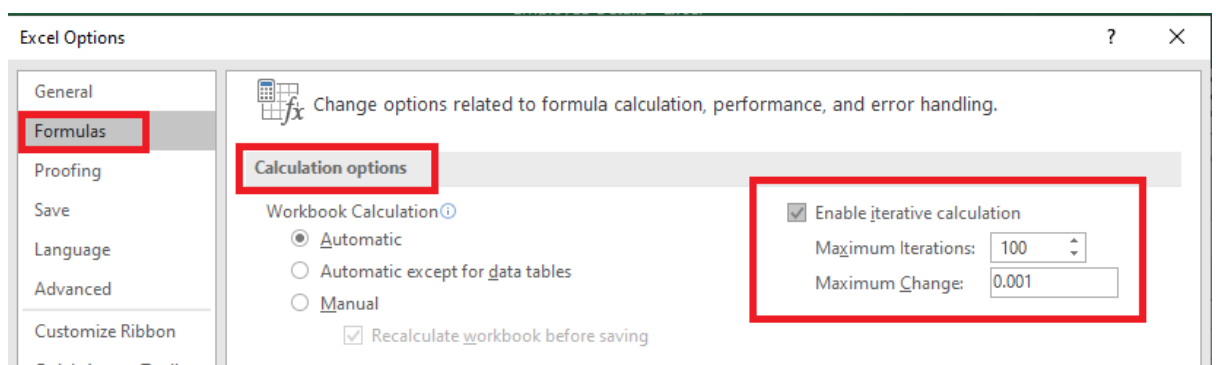 Excel Options
?
General
Formulas
Proofing
Save
Language
Advanced
Customize Ribbon
fx Change options related to formula calculation, performance, and error handling.
Calculation options
Workbook Calculation
Automatic
Automatic except for data tables
Manual
Recalculate workbook before saving
Enable iterative calculation
Maximum Iterations: 100
Maximum Change: 0.001